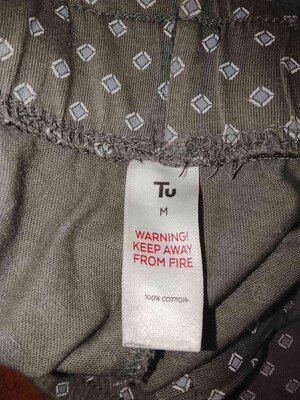 Tu
M
WARNING!
KEEP AWAY
FROM FIRE
100% COTTON